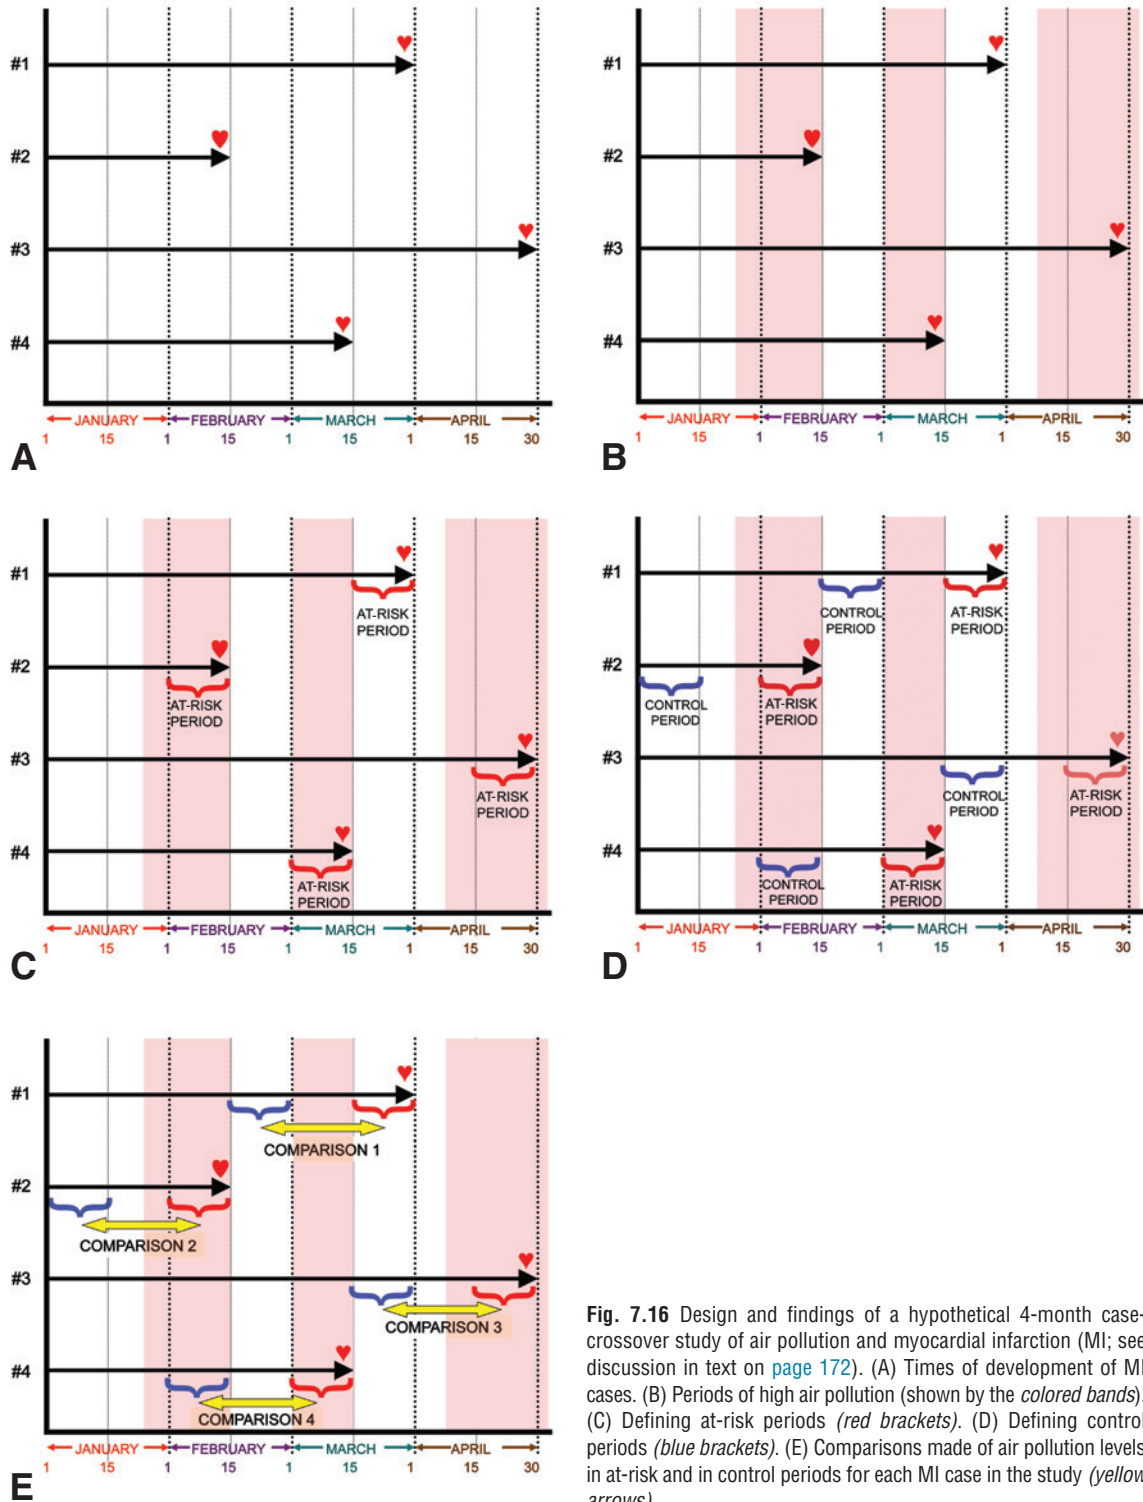 #1
#2
#3
#4
JANUARY FEBRUARY MARCH APRIL
1 15 1 15 1 15 1 15 30
A
#1
#2
#3
#4
JANUARY FEBRUARY MARCH APRIL
1 15 1 15 1 15 1 15 30
B
#1
AT-RISK
PERIOD
#2
AT-RISK
PERIOD
#3
AT-RISK
PERIOD
#4
AT-RISK
PERIOD
JANUARY FEBRUARY MARCH APRIL
1 15 1 15 1 15 1 15 30
C
#1
CONTROL AT-RISK
PERIOD PERIOD
#2
CONTROL AT-RISK
PERIOD PERIOD
#3
CONTROL AT-RISK
PERIOD PERIOD
#4
CONTROL AT-RISK
PERIOD PERIOD
JANUARY FEBRUARY MARCH APRIL
1 15 1 15 1 15 1 15 30
D
#1
COMPARISON 1
#2
COMPARISON 2
#3
COMPARISON 3
#4
COMPARISON 4
JANUARY FEBRUARY MARCH APRIL
1 15 1 15 1 15 1 15 30
E
Fig. 7.16 Design and findings of a hypothetical 4-month case-
crossover study of air pollution and myocardial infarction (MI; see
discussion in text on page 172). (A) Times of development of MI
cases. (B) Periods of high air pollution (shown by the colored bands).
(C) Defining at-risk periods (red brackets). (D) Defining control
periods (blue brackets). (E) Comparisons made of air pollution levels
in at-risk and in control periods for each MI case in the study (yellow
arrows)